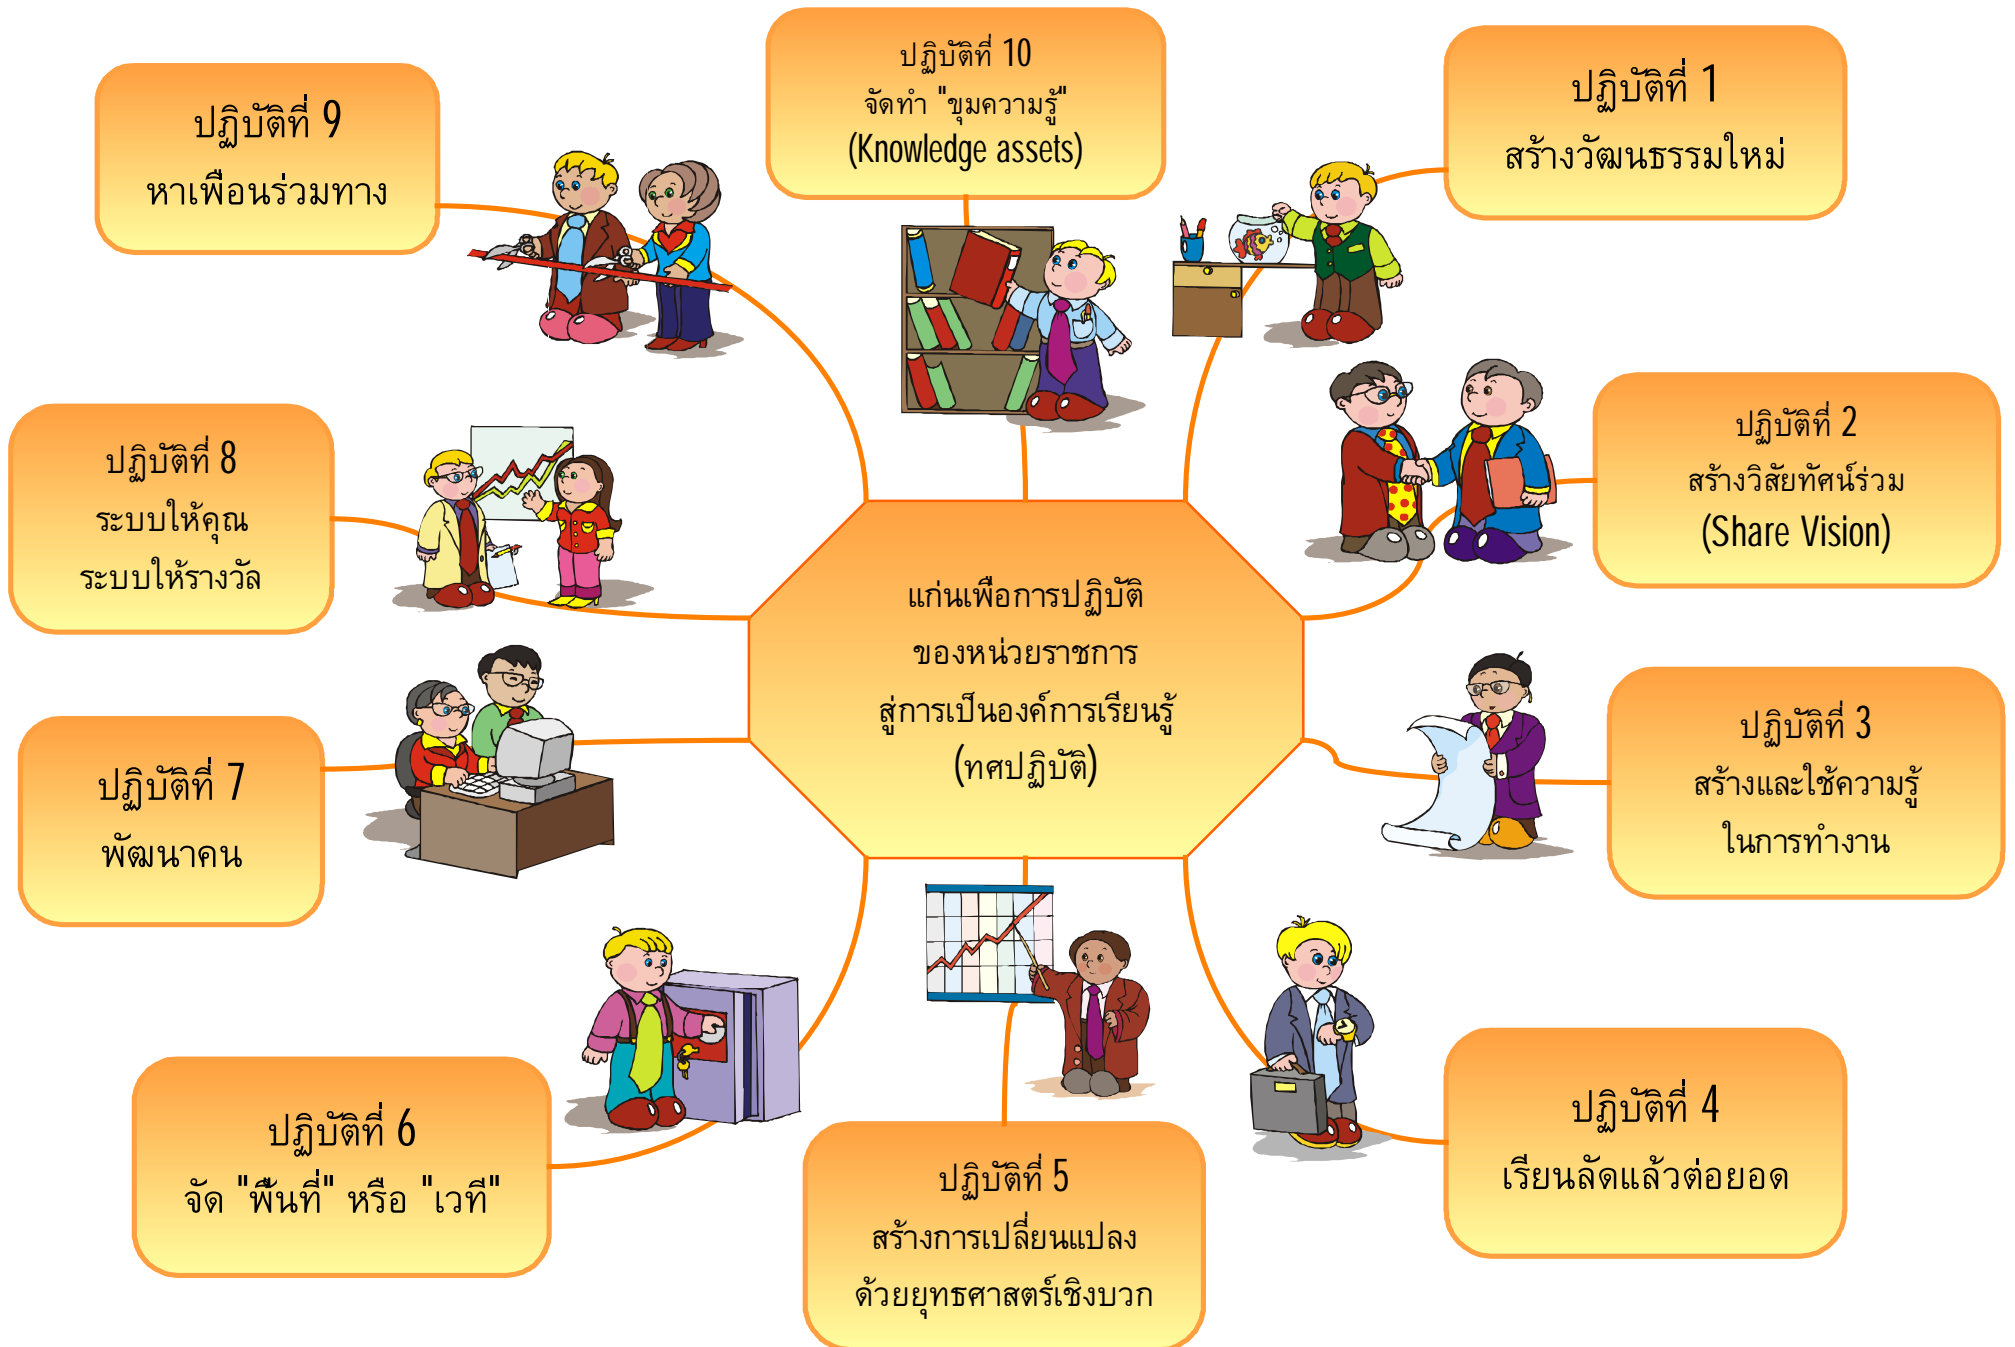 แก่นเพื่อการปฏิบัติ
ของหน่วยราชการ
สู่การเป็นองค์การเรียนรู้
(ทศปฏิบัติ)
ปฏิบัติที่ 1
สร้างวัฒนธรรมใหม่
ปฏิบัติที่ 2
สร้างวิสัยทัศน์ร่วม
(Share Vision)
ปฏิบัติที่ 3
สร้างและใช้ความรู้
ในการทำงาน
ปฏิบัติที่ 4
เรียนลัดแล้วต่อยอด
ปฏิบัติที่ 5
สร้างการเปลี่ยนแปลง
ด้วยยุทธศาสตร์เชิงบวก
ปฏิบัติที่ 6
จัด "พื้นที่" หรือ "เวที"
ปฏิบัติที่ 7
พัฒนาคน
ปฏิบัติที่ 8
ระบบให้คุณ
ระบบให้รางวัล
ปฏิบัติที่ 9
หาเพื่อนร่วมทาง
ปฏิบัติที่ 10
จัดทำ "ขุมความรู้"
(Knowledge assets)